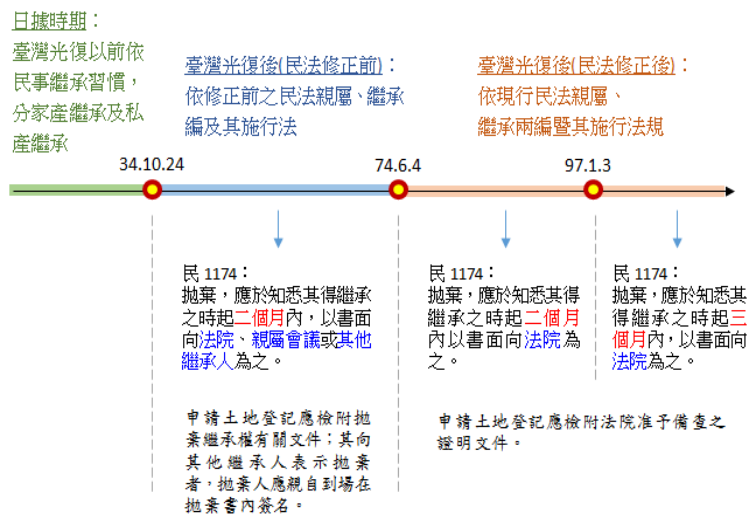 日據時期：
臺灣光復以前依
民事繼承習慣，
分家產繼承及私
產繼承
臺灣光復後(民法修正前)：
依修正前之民法親屬、繼承
編及其施行法
臺灣光復後(民法修正後)：
依現行民法親屬、
繼承兩編暨其施行法規
34.10.24
74.6.4
97.1.3
民 1174：
拋棄，應於知悉其得繼承
之時起二個月內，以書面
向法院、親屬會議或其他
繼承人為之。
民 1174：
拋棄，應於知悉其得
繼承之時起二個月
內以書面向法院為
之。
民 1174：
拋棄，應於知悉其
得繼承之時起三
個月內，以書面向
法院為之。
申請土地登記應檢附拋
棄繼承權有關文件；其向
其他繼承人表示拋棄
者，拋棄人應親自到場在
拋棄書內簽名。
申請土地登記應檢附法院准予備查之
證明文件。